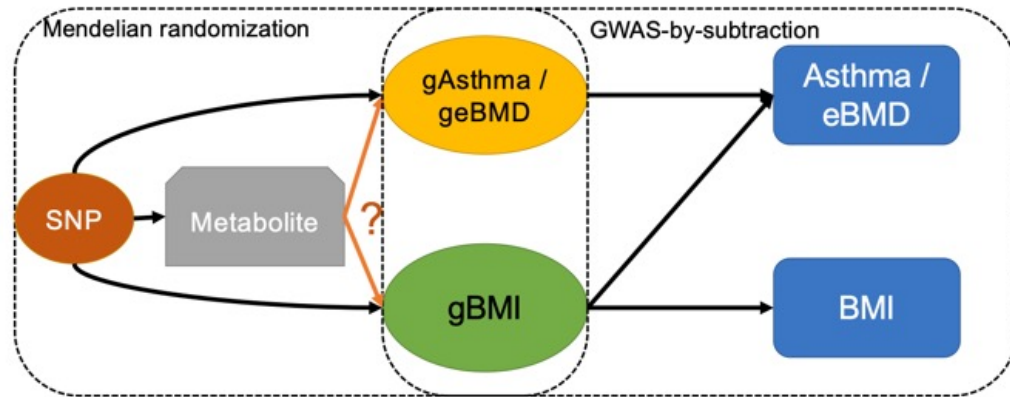 Mendelian randomization
GWAS-by-subtraction
gAsthma /
geBMD
Asthma /
eBMD
SNP
Metabolite
?
gBMI
BMI